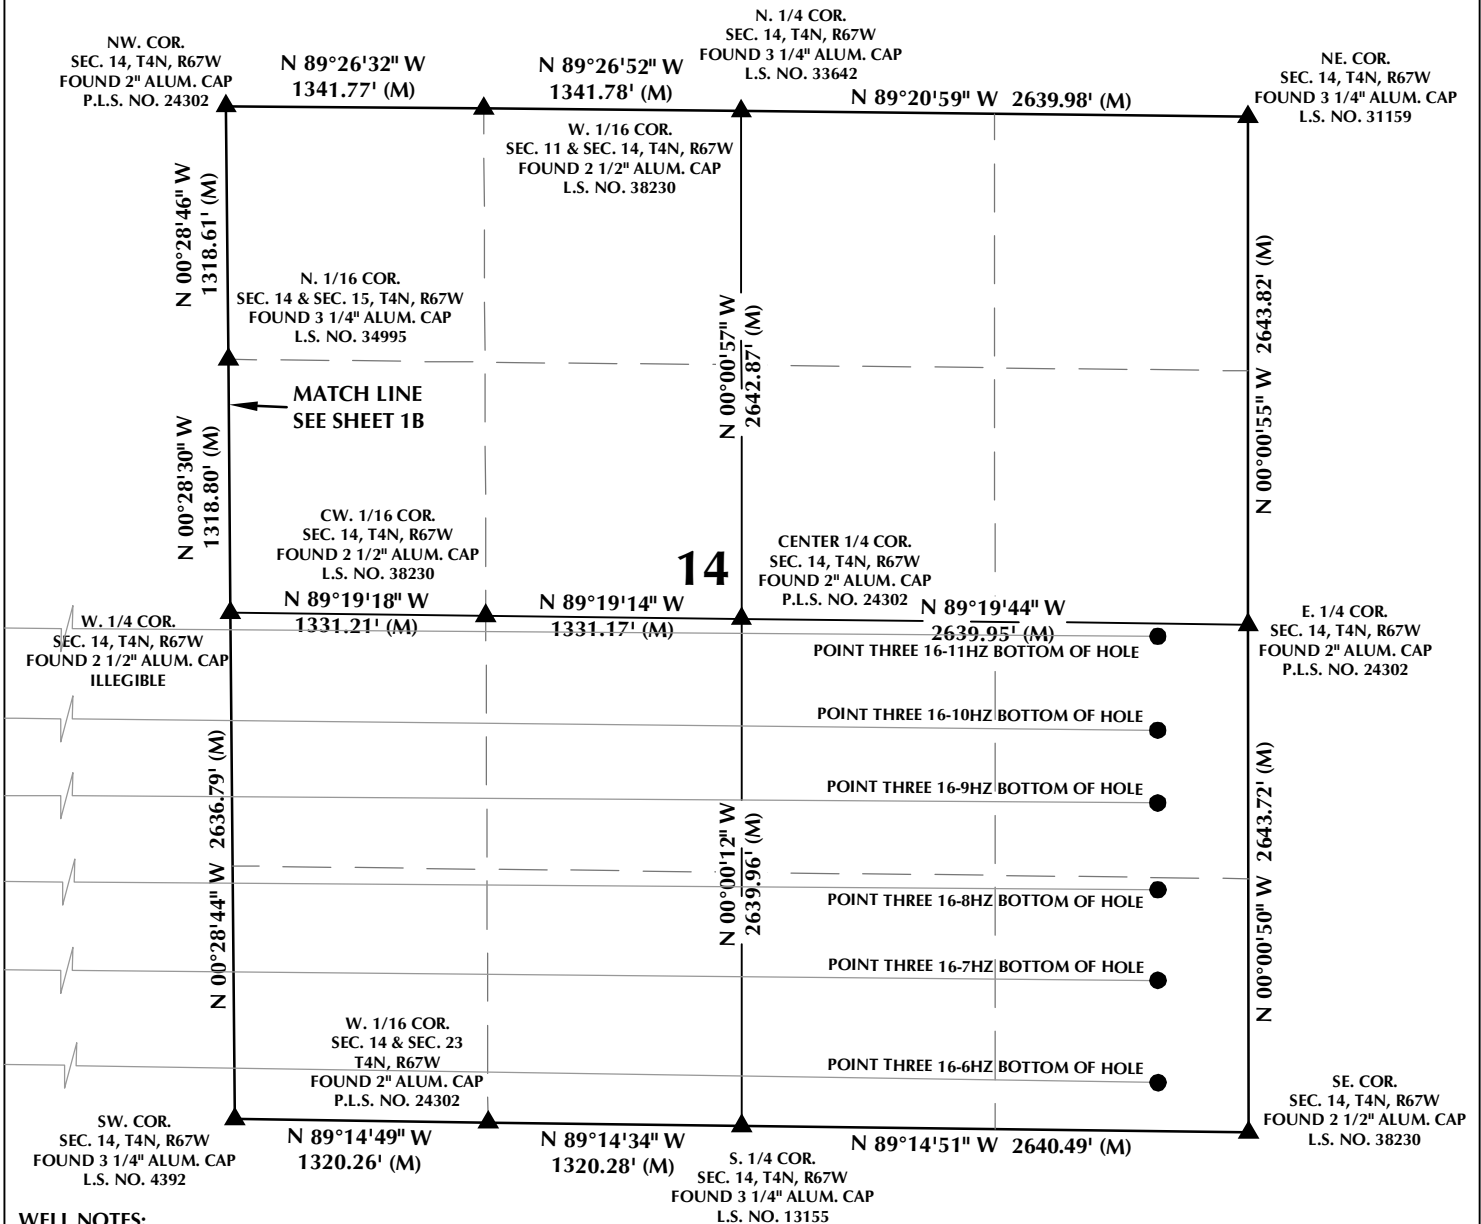 NW. COR.
SEC. 14, T4N, R67W
FOUND 2" ALUM. CAP
P.L.S. NO. 24302
N 89°26'32" W
1341.77' (M)
N 89°26'52" W
1341.78' (M)
N. 1/4 COR.
SEC. 14, T4N, R67W
FOUND 3 1/4" ALUM. CAP
L.S. NO. 33642
N 89°20'59" W 2639.98' (M)
NE. COR.
SEC. 14, T4N, R67W
FOUND 3 1/4" ALUM. CAP
L.S. NO. 31159
W. 1/16 COR.
SEC. 11 & SEC. 14, T4N, R67W
FOUND 2 1/2" ALUM. CAP
L.S. NO. 38230
N 00°28'46" W
1318.61' (M)
N. 1/16 COR.
SEC. 14 & SEC. 15, T4N, R67W
FOUND 3 1/4" ALUM. CAP
L.S. NO. 34995
N 00°00'57" W
2642.87' (M)
N 00°00'55" W 2643.82' (M)
MATCH LINE
SEE SHEET 1B
N 00°28'30" W
1318.80' (M)
CW. 1/16 COR.
SEC. 14, T4N, R67W
FOUND 2 1/2" ALUM. CAP
L.S. NO. 38230
14
CENTER 1/4 COR.
SEC. 14, T4N, R67W
FOUND 2" ALUM. CAP
P.L.S. NO. 24302
N 89°19'18" W
1331.21' (M)
N 89°19'14" W
1331.17' (M)
N 89°19'44" W
2639.95' (M)
W. 1/4 COR.
SEC. 14, T4N, R67W
FOUND 2 1/2" ALUM. CAP
ILLEGIBLE
E. 1/4 COR.
SEC. 14, T4N, R67W
FOUND 2" ALUM. CAP
P.L.S. NO. 24302
POINT THREE 16-11HZ BOTTOM OF HOLE
POINT THREE 16-10HZ BOTTOM OF HOLE
POINT THREE 16-9HZ BOTTOM OF HOLE
N 00°28'44" W 2636.79' (M)
N 00°00'12" W
2639.96' (M)
N 00°00'50" W 2643.72' (M)
POINT THREE 16-8HZ BOTTOM OF HOLE
POINT THREE 16-7HZ BOTTOM OF HOLE
POINT THREE 16-6HZ BOTTOM OF HOLE
W. 1/16 COR.
SEC. 14 & SEC. 23
T4N, R67W
FOUND 2" ALUM. CAP
P.L.S. NO. 24302
SE. COR.
SEC. 14, T4N, R67W
FOUND 2 1/2" ALUM. CAP
L.S. NO. 38230
SW. COR.
SEC. 14, T4N, R67W
FOUND 3 1/4" ALUM. CAP
L.S. NO. 4392
N 89°14'49" W
1320.26' (M)
N 89°14'34" W
1320.28' (M)
N 89°14'51" W 2640.49' (M)
S. 1/4 COR.
SEC. 14, T4N, R67W
FOUND 3 1/4" ALUM. CAP
L.S. NO. 13155
WELL NOTES: